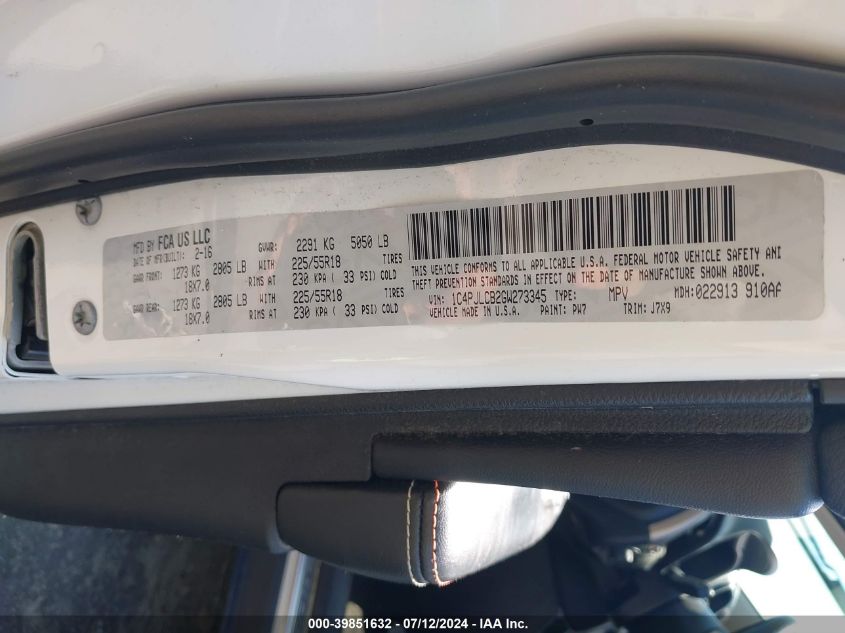 MFD BY FCA US LLC
DATE OF MFR(BUILT): 2-16 GVWR: 2291 KG 5050 LB
GAWR FRONT: 1273 KG 2805 LB WITH 225/55R18 TIRES
18X7.0 RIMS AT 230 KPA ( 33 PSI) COLD
GAWR REAR: 1273 KG 2805 LB WITH 225/55R18 TIRES
18X7.0 RIMS AT 230 KPA ( 33 PSI) COLD
THIS VEHICLE CONFORMS TO ALL APPLICABLE U.S.A. FEDERAL MOTOR VEHICLE SAFETY AND
THEFT PREVENTION STANDARDS IN EFFECT ON THE DATE OF MANUFACTURE SHOWN ABOVE.
VIN: 1C4PJLCB2GW273345 TYPE: MPV MDH: 022913 910AF
VEHICLE MADE IN U.S.A. PAINT: PW7 TRIM: J7X9
000-39851632 - 07/12/2024 - IAA Inc.